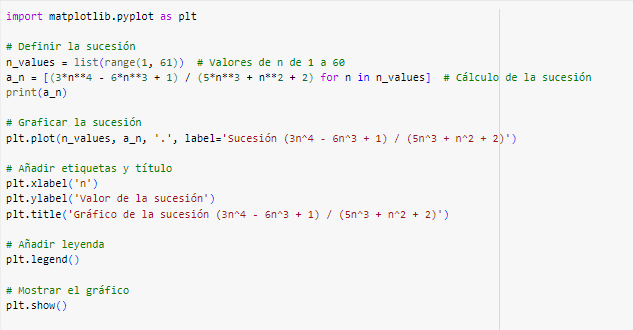 import matplotlib.pyplot as plt
# Definir la sucesión
n_values = list(range(1, 61))  # Valores de n de 1 a 60
a_n = [(3*n**4 - 6*n**3 + 1) / (5*n**3 + n**2 + 2) for n in n_values]  # Cálculo de la sucesión
print(a_n)
# Graficar la sucesión
plt.plot(n_values, a_n, '.', label='Sucesión (3n^4 - 6n^3 + 1) / (5n^3 + n^2 + 2)')
# Añadir etiquetas y título
plt.xlabel('n')
plt.ylabel('Valor de la sucesión')
plt.title('Gráfico de la sucesión (3n^4 - 6n^3 + 1) / (5n^3 + n^2 + 2)')
# Añadir leyenda
plt.legend()
# Mostrar el gráfico
plt.show()